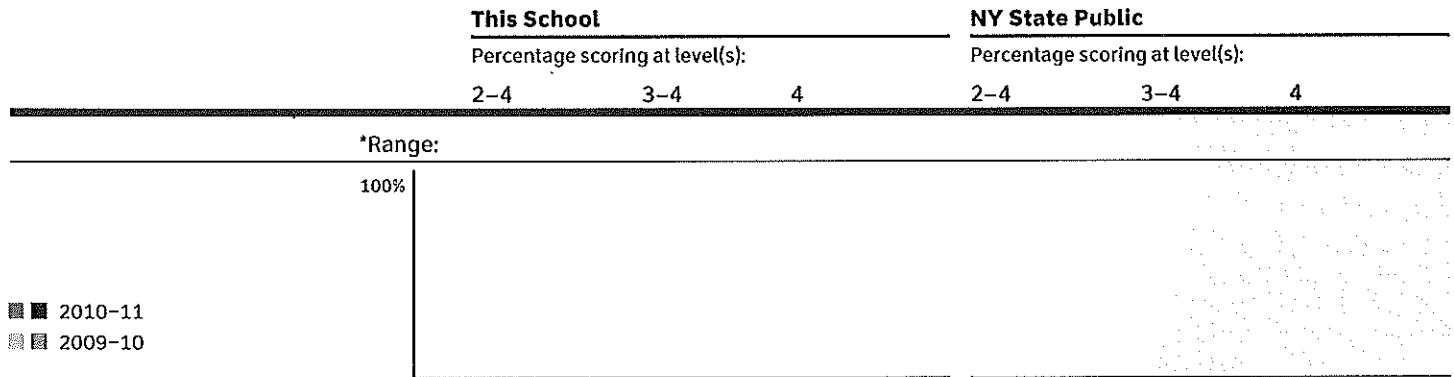 This School NY State Public
Percentage scoring at level(s): Percentage scoring at level(s):
2–4 3–4 4 2–4 3–4 4
*Range:
100%
2010–11
2009–10